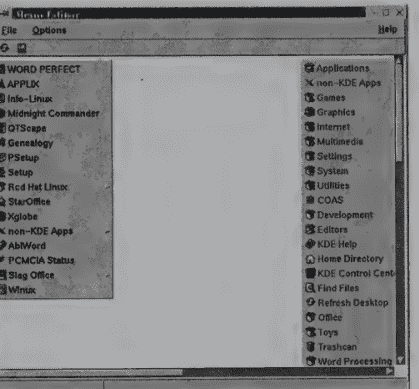 Menu Editor
File Options Help
WORD PERFECT
APPLIX
Info-Linux
Midnight Commander
QTScape
Genealogy
PSetup
Setup
Red Hat Linux
StarOffice
Xglobe
non-KDE Apps
AbiWord
PCMCIA Status
Slag Office
Winux
Applications
non-KDE Apps
Games
Graphics
Internet
Multimedia
Settings
System
Utilities
COAS
Development
Editors
KDE Help
Home Directory
KDE Control Cent
Find Files
Refresh Desktop
Office
Toys
Trashcan
Word Processing